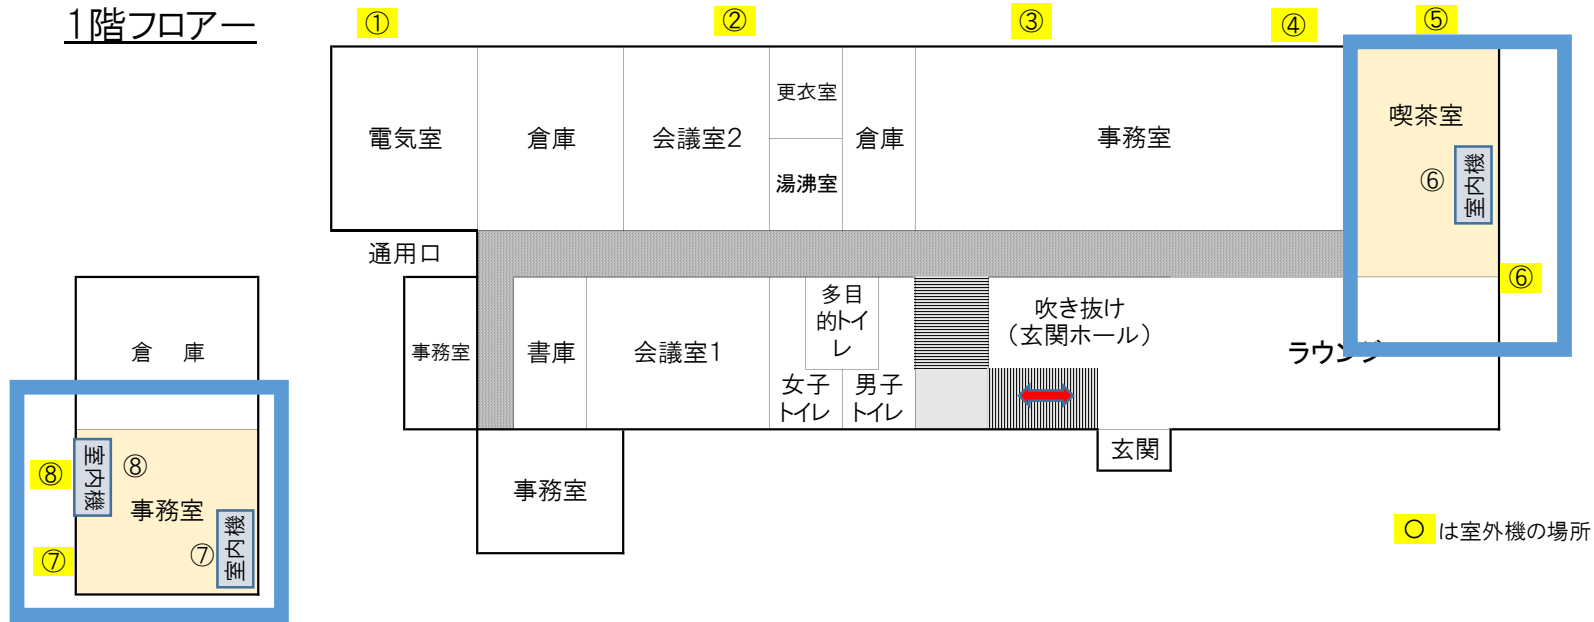 1階フロアー
①
②
③
④
⑤
電気室
倉庫
会議室2
更衣室
湯沸室
倉庫
事務室
喫茶室
⑥
室内機
⑥
通用口
事務室
書庫
会議室1
多目
的トイ
レ
女子
トイレ
男子
トイレ
吹き抜け
（玄関ホール）
ラウンジ
玄関
事務室
倉　庫
⑧
室内機
⑧
事務室
⑦
⑦
室内機
〇は室外機の場所